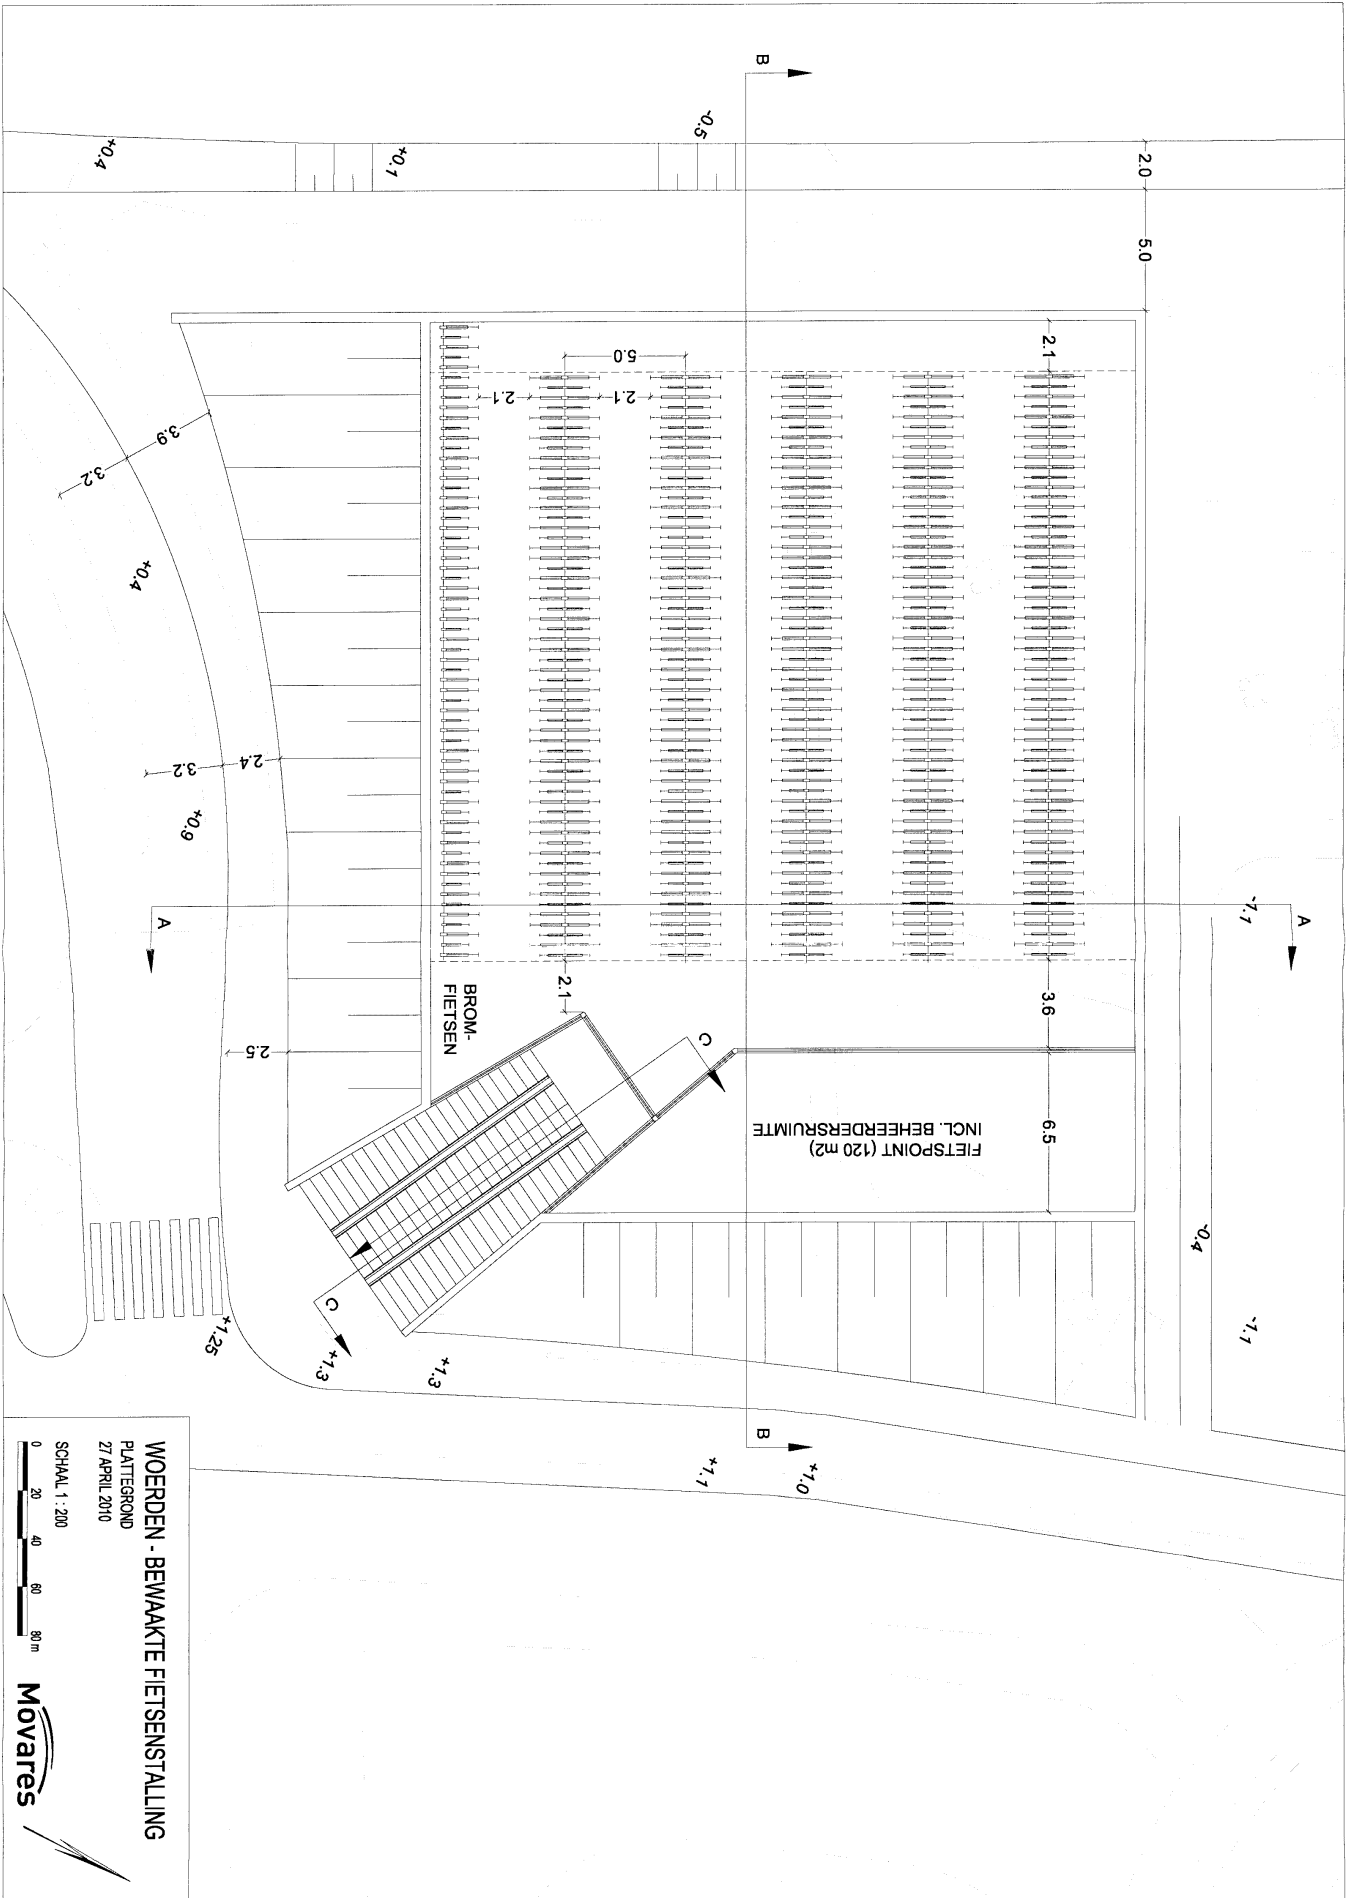 B
-0.5
+0.4
+0.1
2.0
5.0
2.1
5.0
2.1
2.1
3.9
3.2
+0.4
2.4
3.2
+0.9
A
A
-1.1
2.1
3.6
BROM-
FIETSEN
2.5
C
FIETSPOINT (120 m2)
INCL. BEHEERDERSRUIMTE
6.5
-0.4
-1.1
C
+1.25
+1.3
+1.3
B
+1.1
+1.0
WOERDEN - BEWAAKTE FIETSENSTALLING
PLATTEGROND
27 APRIL 2010
SCHAAL 1 : 200
0 20 40 60 80 m
Movares